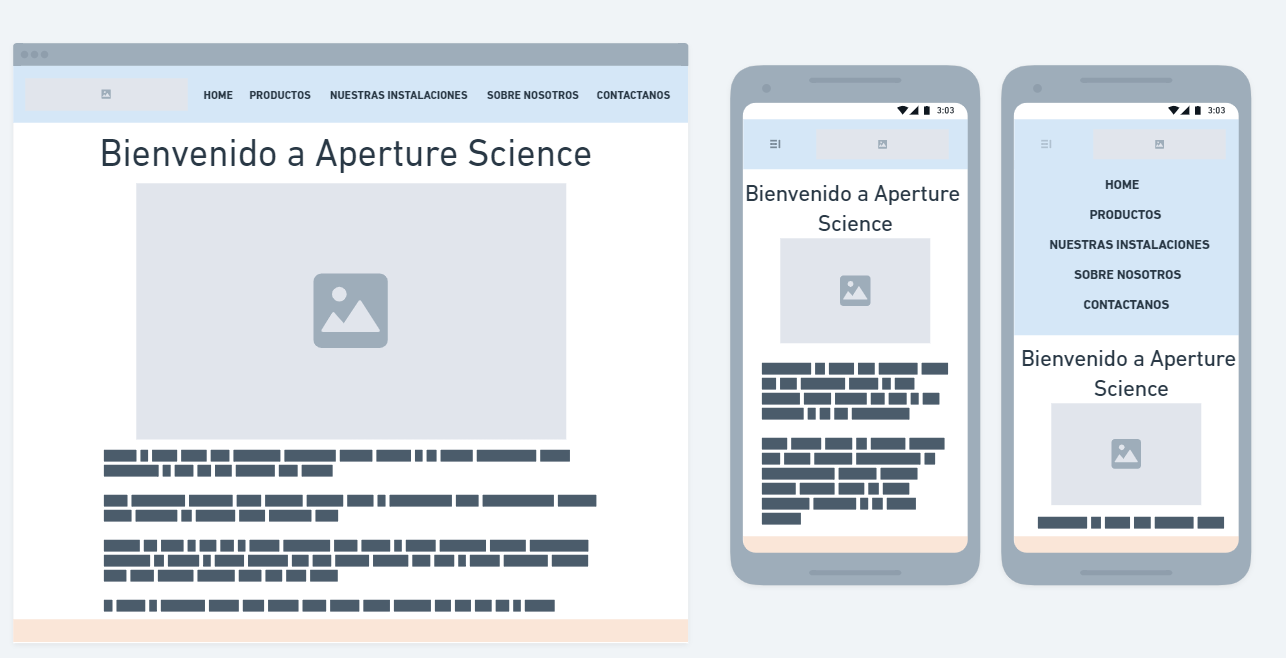 HOME PRODUCTOS NUESTRAS INSTALACIONES SOBRE NOSOTROS CONTACTANOS
Bienvenido a Aperture Science
3:03
Bienvenido a Aperture
Science
3:03
HOME
PRODUCTOS
NUESTRAS INSTALACIONES
SOBRE NOSOTROS
CONTACTANOS
Bienvenido a Aperture
Science